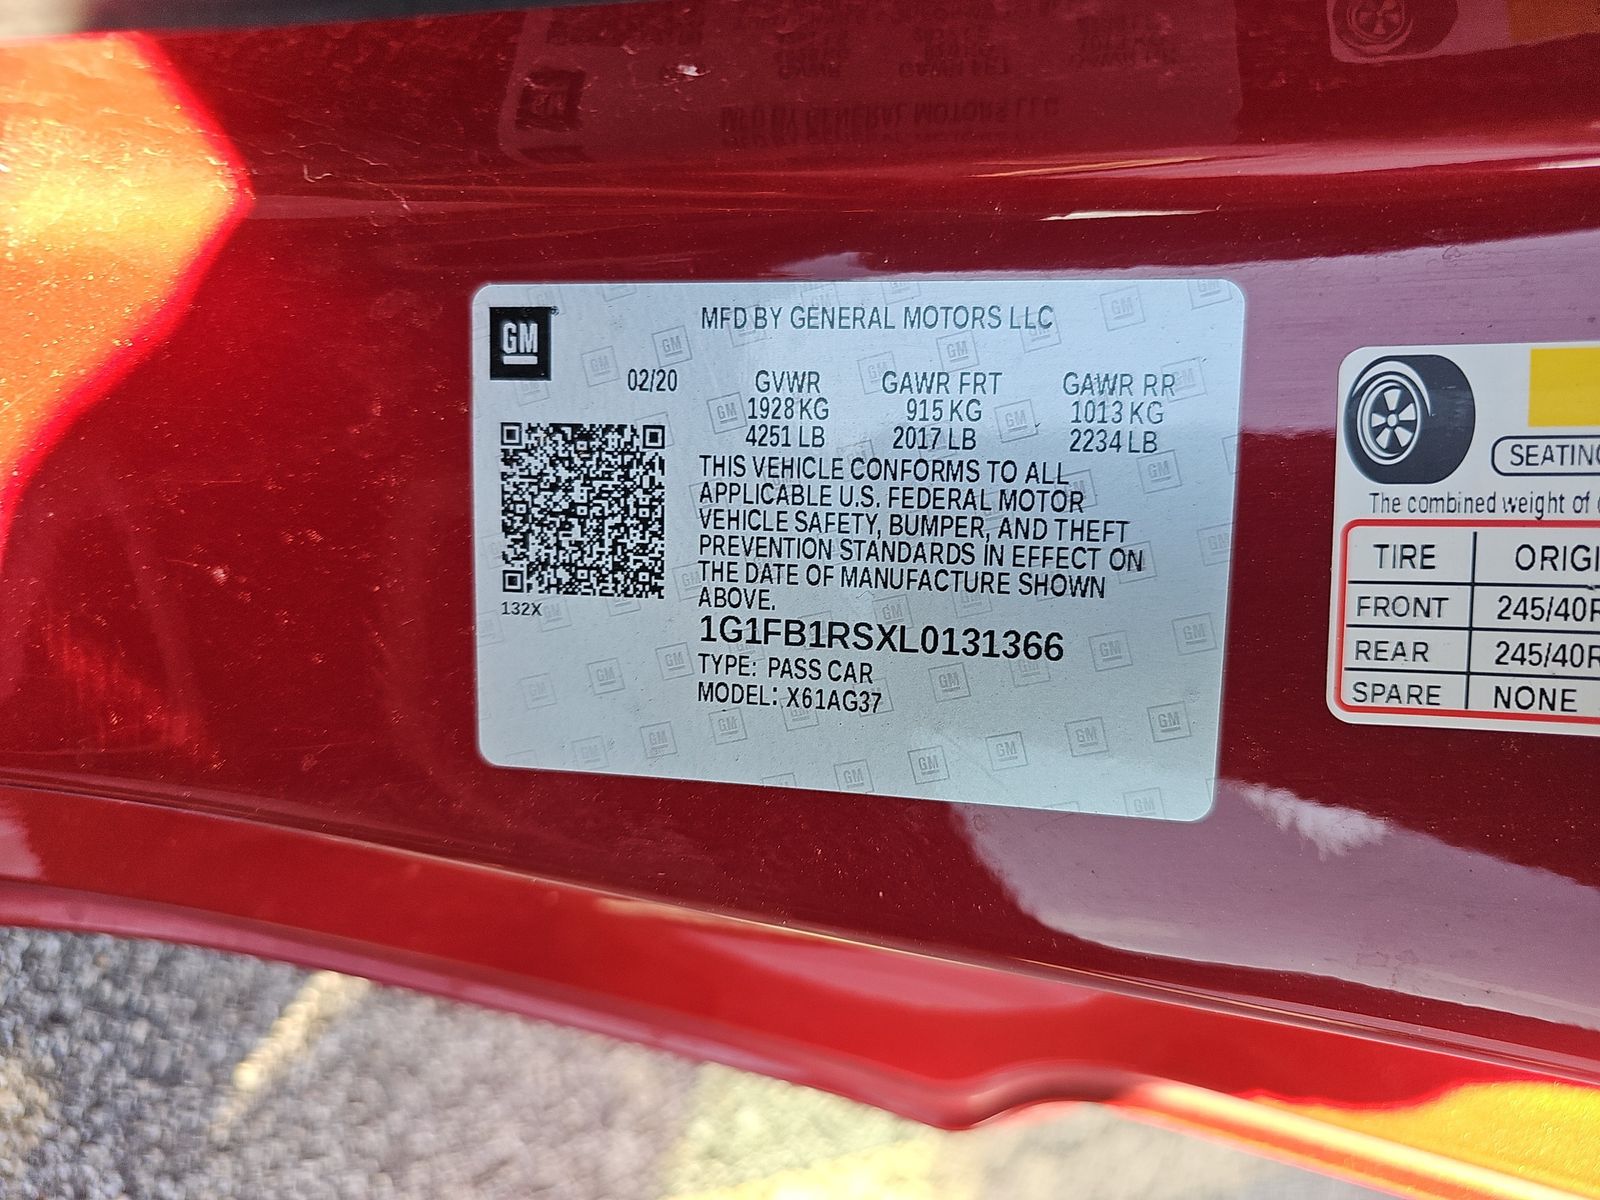 GM
MFD BY GENERAL MOTORS LLC
02/20 GVWR GAWR FRT GAWR RR
1928 KG 915 KG 1013 KG
4251 LB 2017 LB 2234 LB
THIS VEHICLE CONFORMS TO ALL
APPLICABLE U.S. FEDERAL MOTOR
VEHICLE SAFETY, BUMPER, AND THEFT
PREVENTION STANDARDS IN EFFECT ON
THE DATE OF MANUFACTURE SHOWN
ABOVE.
132X
1G1FB1RSXL0131366
TYPE: PASS CAR
MODEL: X61AG37
SEATING
The combined weight of
TIRE ORIGI
FRONT 245/40R
REAR 245/40R
SPARE NONE